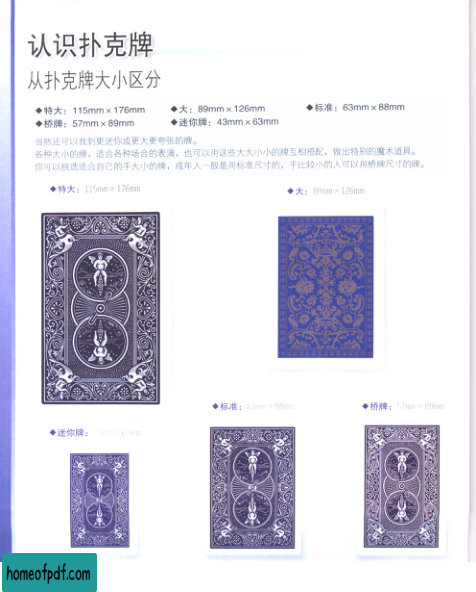 认识扑克牌
从扑克牌大小区分
◆特大：115mm×176mm ◆大：89mm×126mm ◆标准：63mm×88mm
◆桥牌：57mm×89mm ◆迷你牌：43mm×63mm
当然还可以找到更迷你或更大更夸张的牌。
各种大小的牌，适合各种场合的表演，也可以用这些大大小小的牌互相搭配，做出特别的魔术道具。
你可以挑选适合自己的手大小的牌，成年人一般是用标准尺寸的，手比较小的人可以用桥牌尺寸的牌。
◆特大：115mm×176mm ◆大：89mm×126mm
◆标准：63mm×88mm ◆桥牌：57mm×89mm
◆迷你牌：43mm×63mm
homeofpdf.com